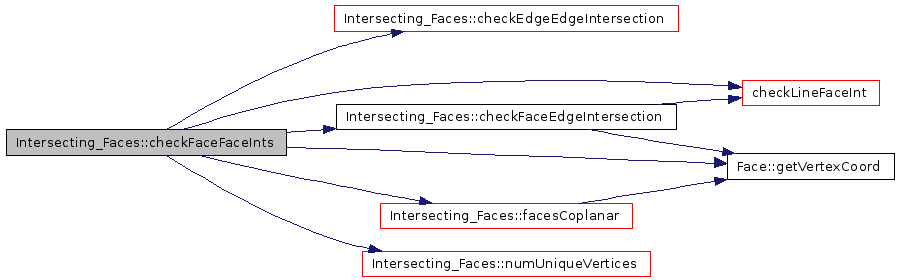 Intersecting_Faces::checkEdgeEdgeIntersection
checkLineFaceInt
Intersecting_Faces::checkFaceEdgeIntersection
Intersecting_Faces::checkFaceFaceInts
Face::getVertexCoord
Intersecting_Faces::facesCoplanar
Intersecting_Faces::numUniqueVertices